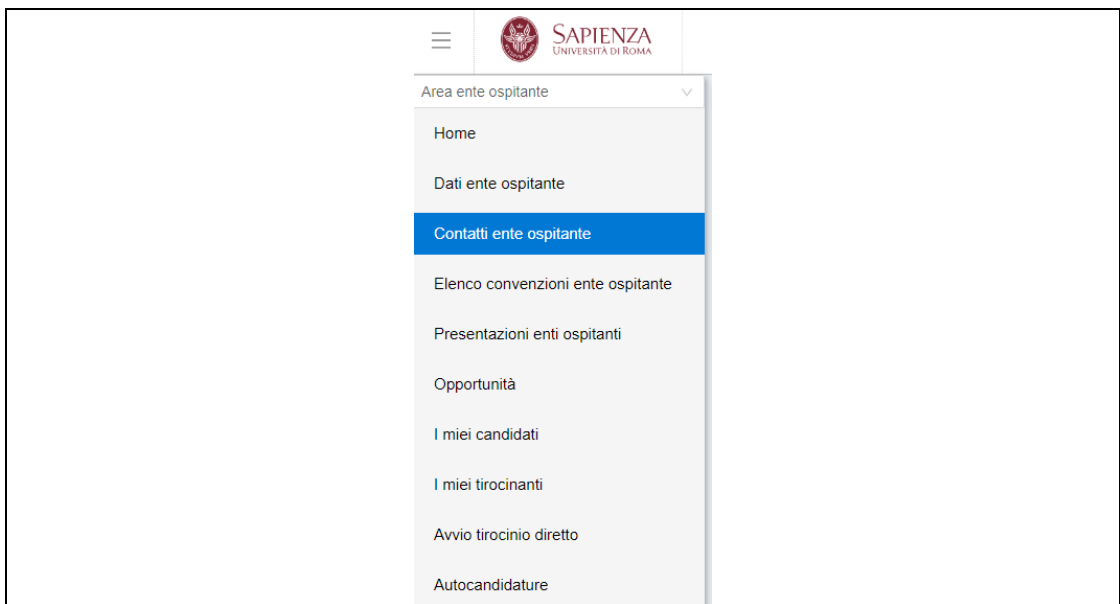 SAPIENZA
UNIVERSITÀ DI ROMA
Area ente ospitante
Home
Dati ente ospitante
Contatti ente ospitante
Elenco convenzioni ente ospitante
Presentazioni enti ospitanti
Opportunità
I miei candidati
I miei tirocinanti
Avvio tirocinio diretto
Autocandidature